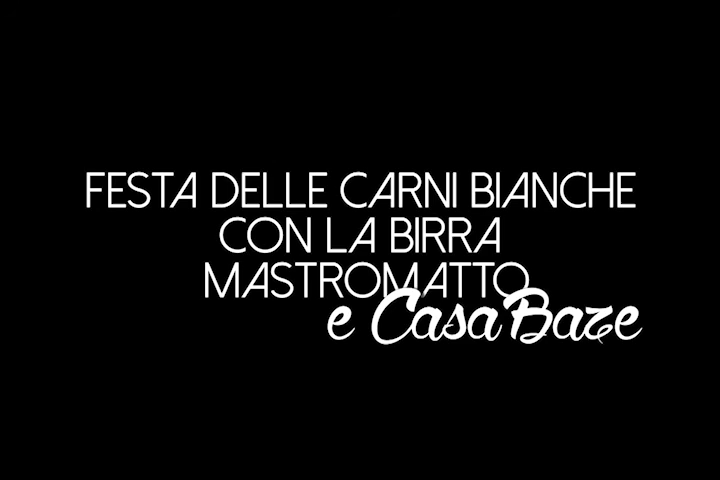 FESTA DELLE CARNI BIANCHE
CON LA BIRRA
MASTROMATTO
e CasaBaze